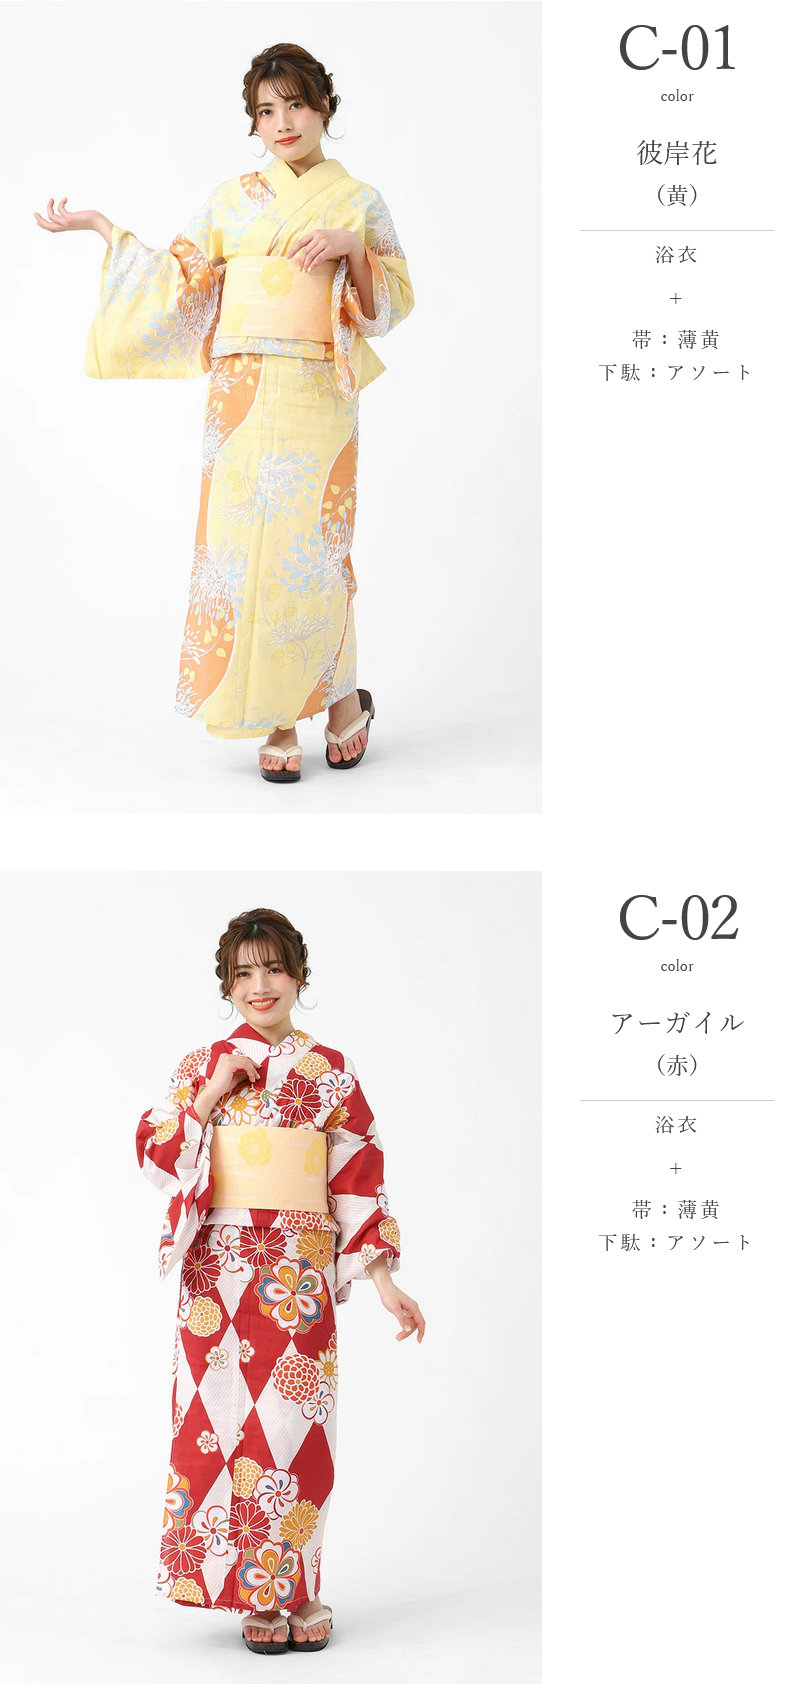 C-01
color
彼岸花
（黄）
浴衣
+
帯：薄黄
下駄：アソート
C-02
color
アーガイル
（赤）
浴衣
+
帯：薄黄
下駄：アソート